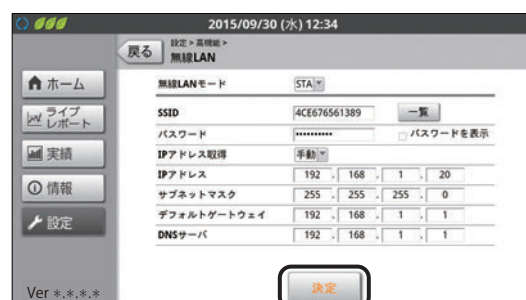 2015/09/30 (水) 12:34
戻る
設定 > 高機能 >
無線LAN
ホーム
ライブ
レポート
実績
情報
設定
Ver *.*.*.*
無線LANモード STA
SSID 4CE676561389 一覧
パスワード ********** パスワードを表示
IPアドレス取得 手動
IPアドレス 192 . 168 . 1 . 20
サブネットマスク 255 . 255 . 255 . 0
デフォルトゲートウェイ 192 . 168 . 1 . 1
DNSサーバ 192 . 168 . 1 . 1
決定